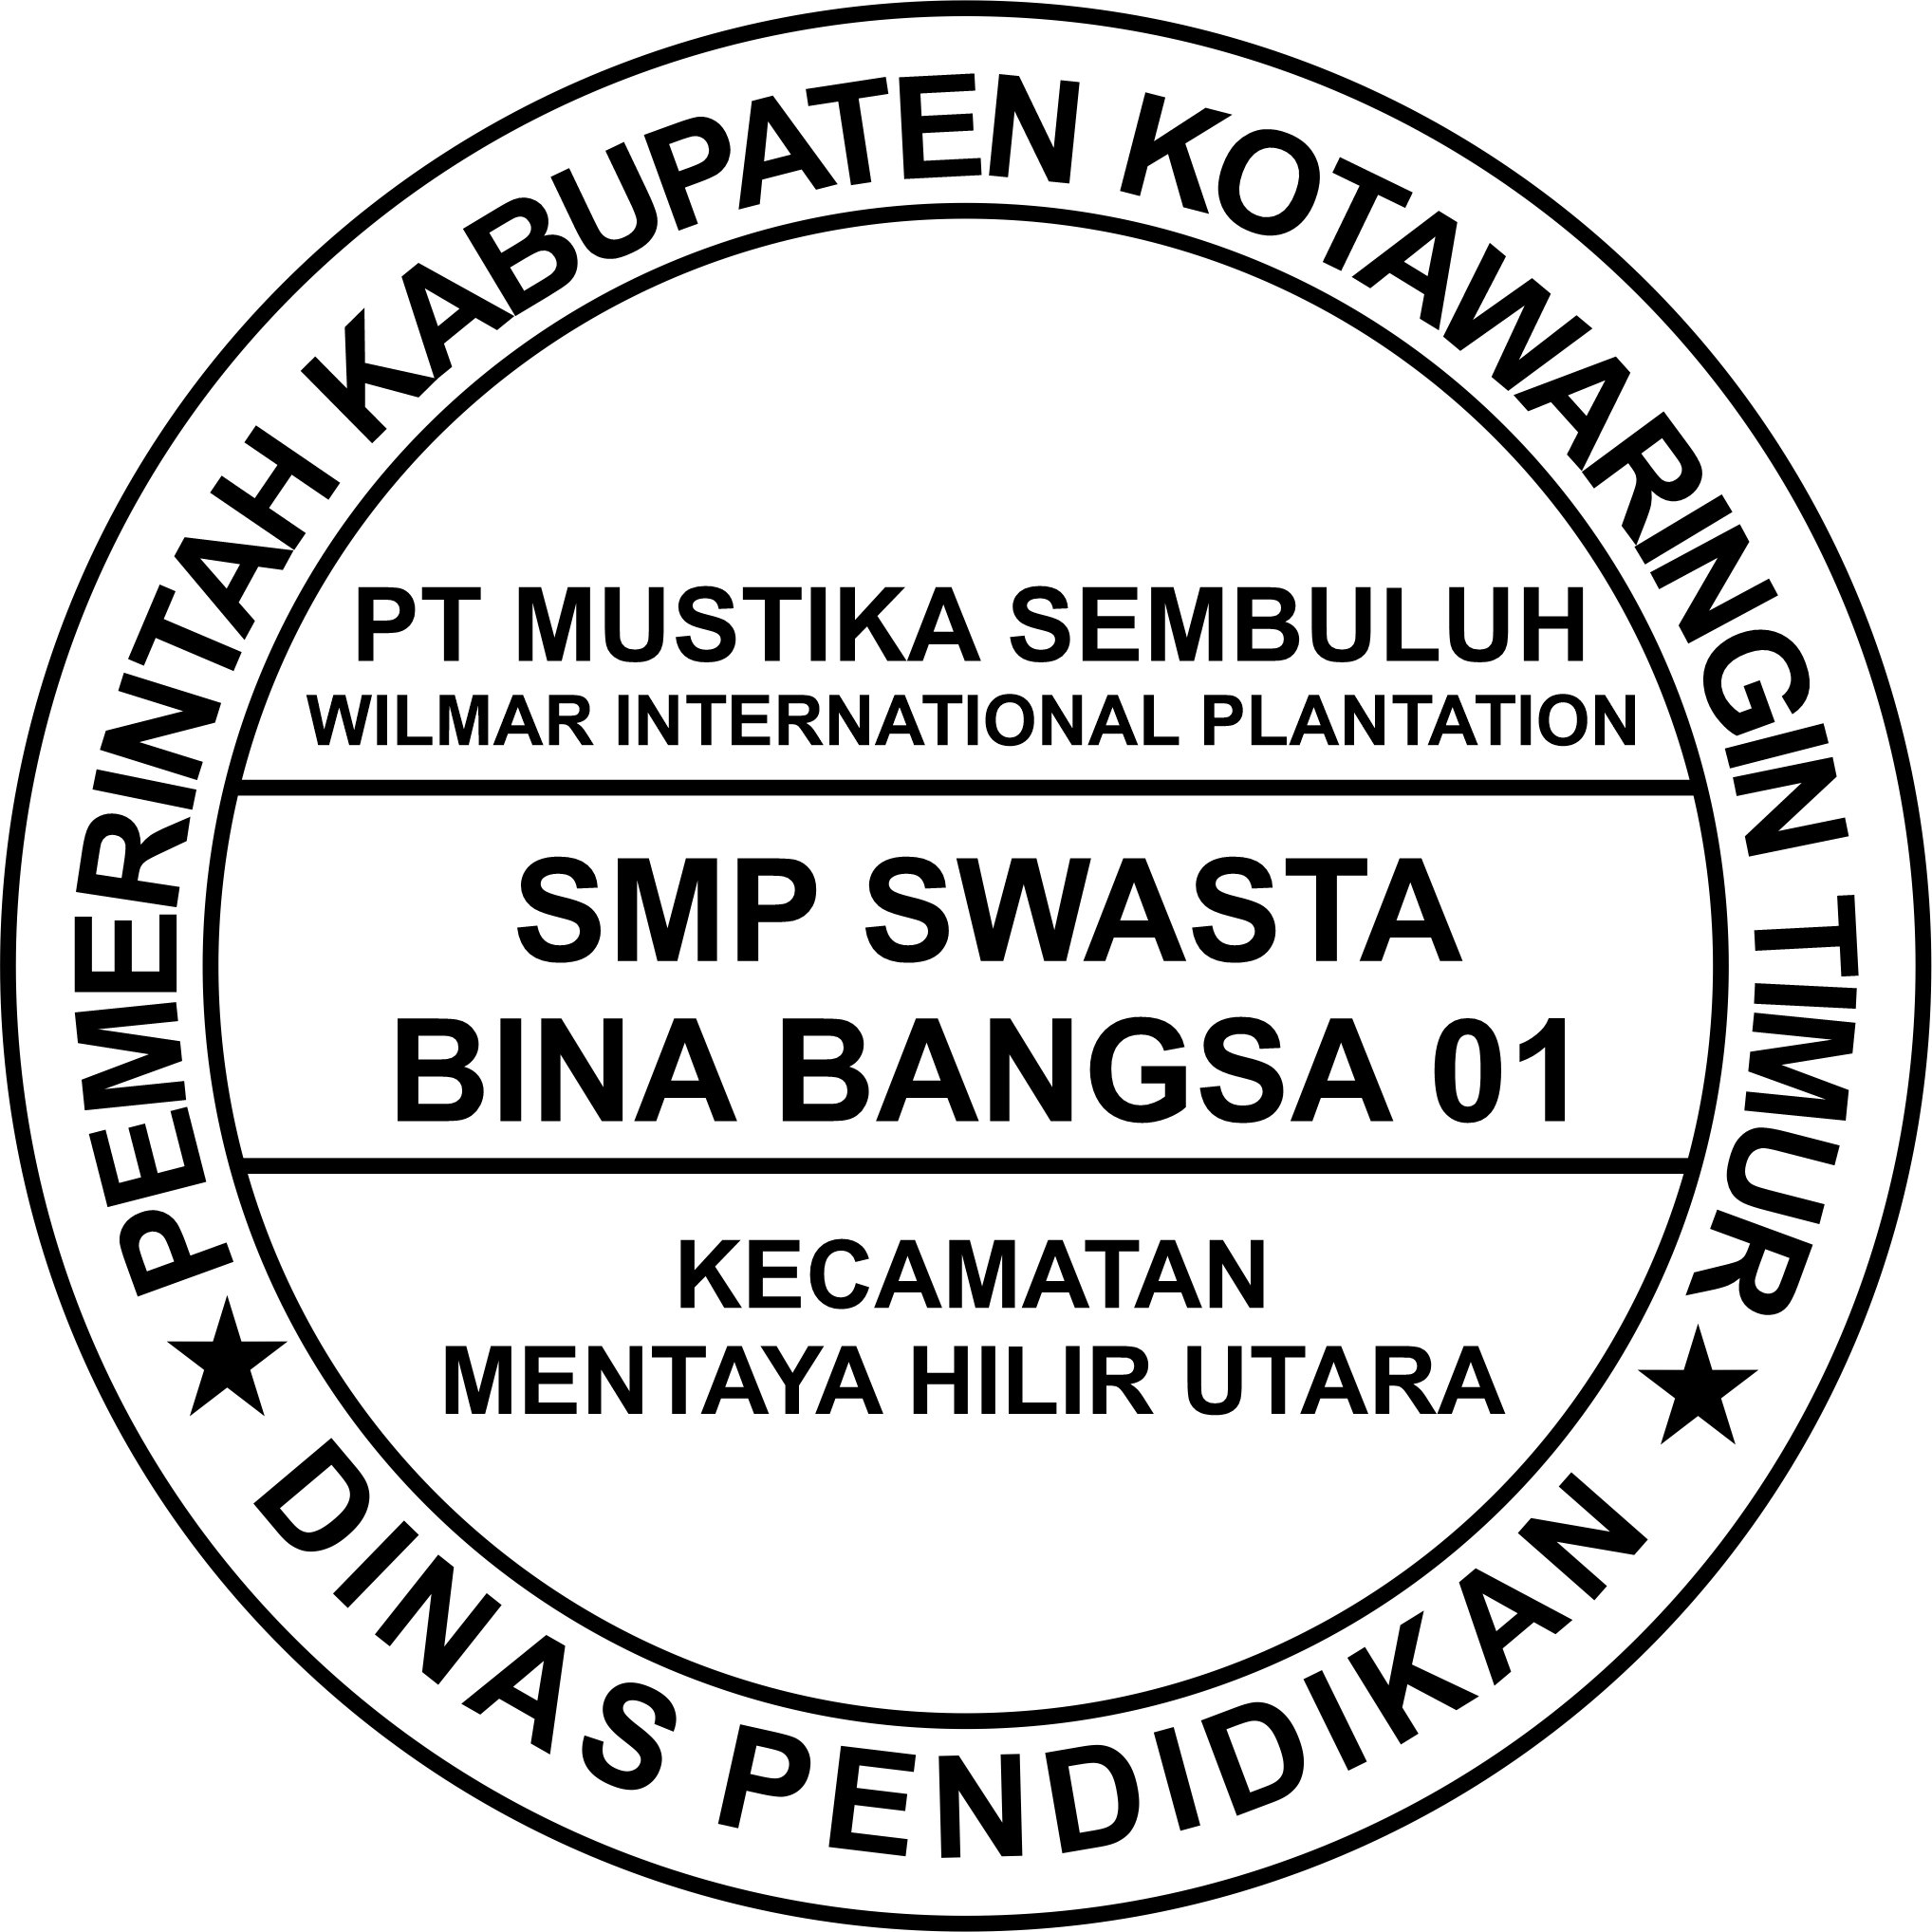 PEMERINTAH KABUPATEN KOTAWARINGIN TIMUR
PT MUSTIKA SEMBULUH
WILMAR INTERNATIONAL PLANTATION
SMP SWASTA
BINA BANGSA 01
KECAMATAN
MENTAYA HILIR UTARA
DINAS PENDIDIKAN